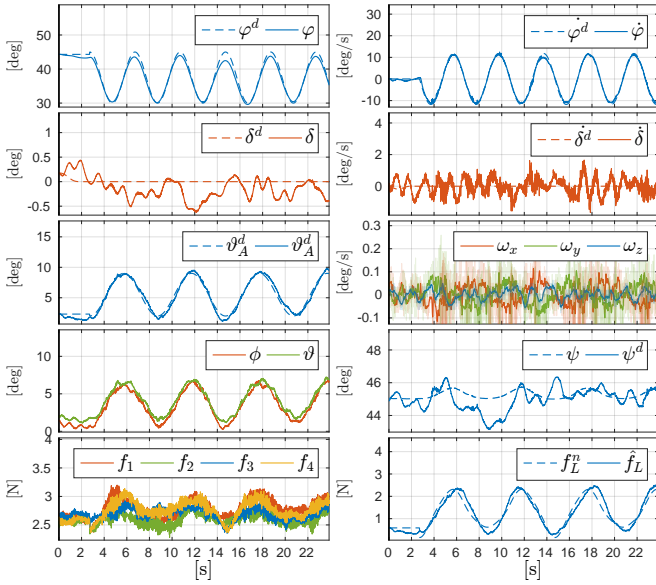 [deg] 50 40 30 φ^d φ
[deg/s] 30 20 10 0 -10 φ̇^d φ̇
[deg] 1 0.5 0 -0.5 δ^d δ
[deg/s] 4 2 0 δ̇^d δ̇
[deg] 15 10 5 ϑ_A^d ϑ_A^d
[deg/s] 0.3 0.2 0.1 0 -0.1 ω_x ω_y ω_z
[deg] 10 5 0 ϕ ϑ
[deg] 48 46 44 ψ ψ^d
[N] 4 3.5 3 2.5 f_1 f_2 f_3 f_4
0 2 4 6 8 10 12 14 16 18 20 22
[s]
[N] 4 2 1 0 f_L^n f̂_L
0 2 4 6 8 10 12 14 16 18 20 22
[s]